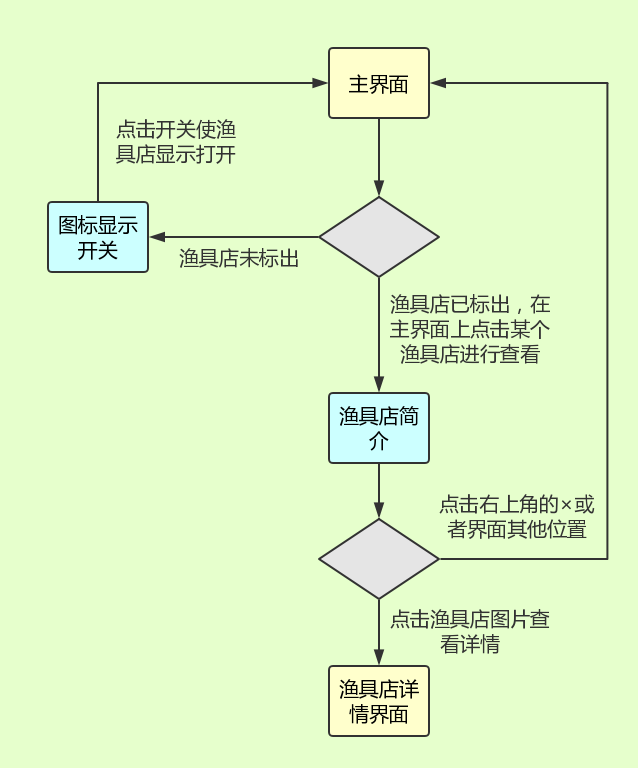 主界面
点击开关使渔
具店显示打开
图标显示
开关
渔具店未标出
渔具店已标出，在
主界面上点击某个
渔具店进行查看
渔具店简
介
点击右上角的×或
者界面其他位置
点击渔具店图片查
看详情
渔具店详
情界面